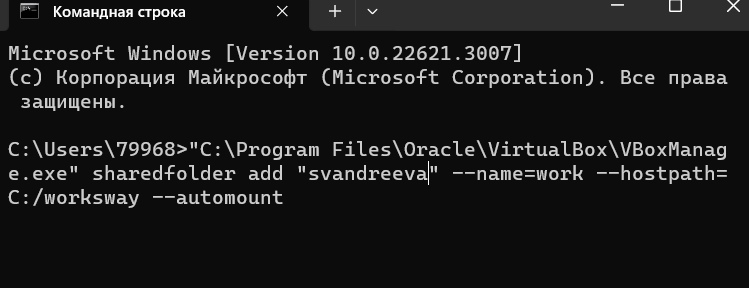 Командная строка
Microsoft Windows [Version 10.0.22621.3007]
(c) Корпорация Майкрософт (Microsoft Corporation). Все права
защищены.
C:\Users\79968>"C:\Program Files\Oracle\VirtualBox\VBoxManag
e.exe" sharedfolder add "svandreeva" --name=work --hostpath=
C:/worksway --automount